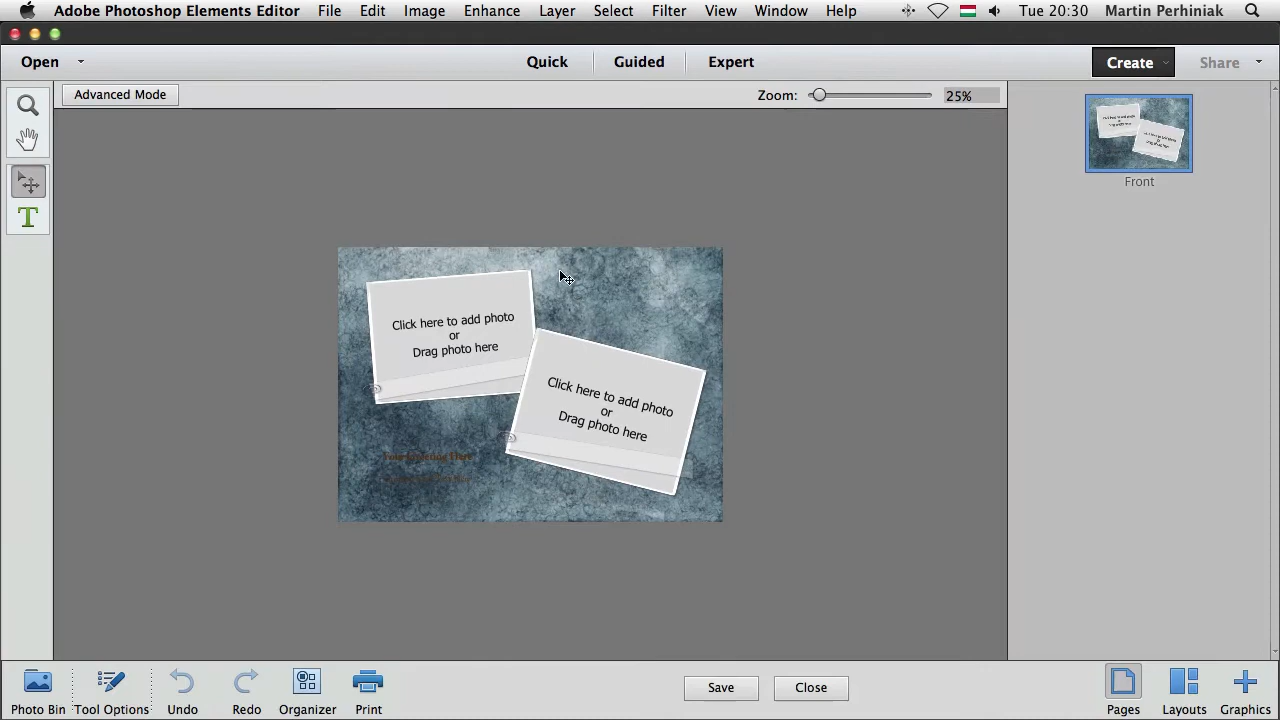 Adobe Photoshop Elements Editor File Edit Image Enhance Layer Select Filter View Window Help Tue 20:30 Martin Perhiniak
Open Quick Guided Expert Create Share
Advanced Mode Zoom: 25%
Front
Click here to add photo
or
Drag photo here
Click here to add photo
or
Drag photo here
Your Greeting Here
T
Save Close
Photo Bin Tool Options Undo Redo Organizer Print Pages Layouts Graphics